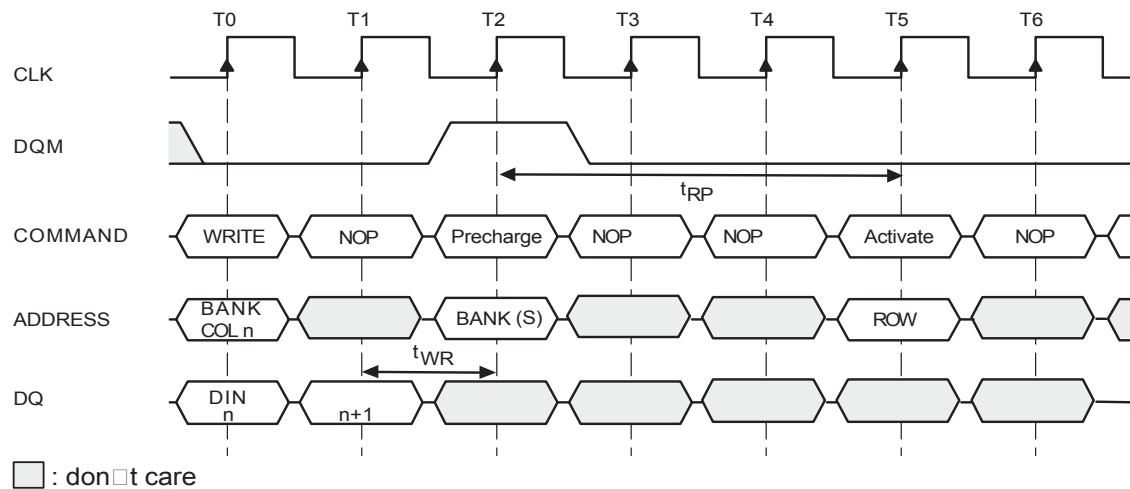 T0 T1 T2 T3 T4 T5 T6
CLK
DQM
tRP
COMMAND WRITE NOP Precharge NOP NOP Activate NOP
ADDRESS BANK COL n BANK (S) ROW
tWR
DQ DIN n n+1
: don□t care